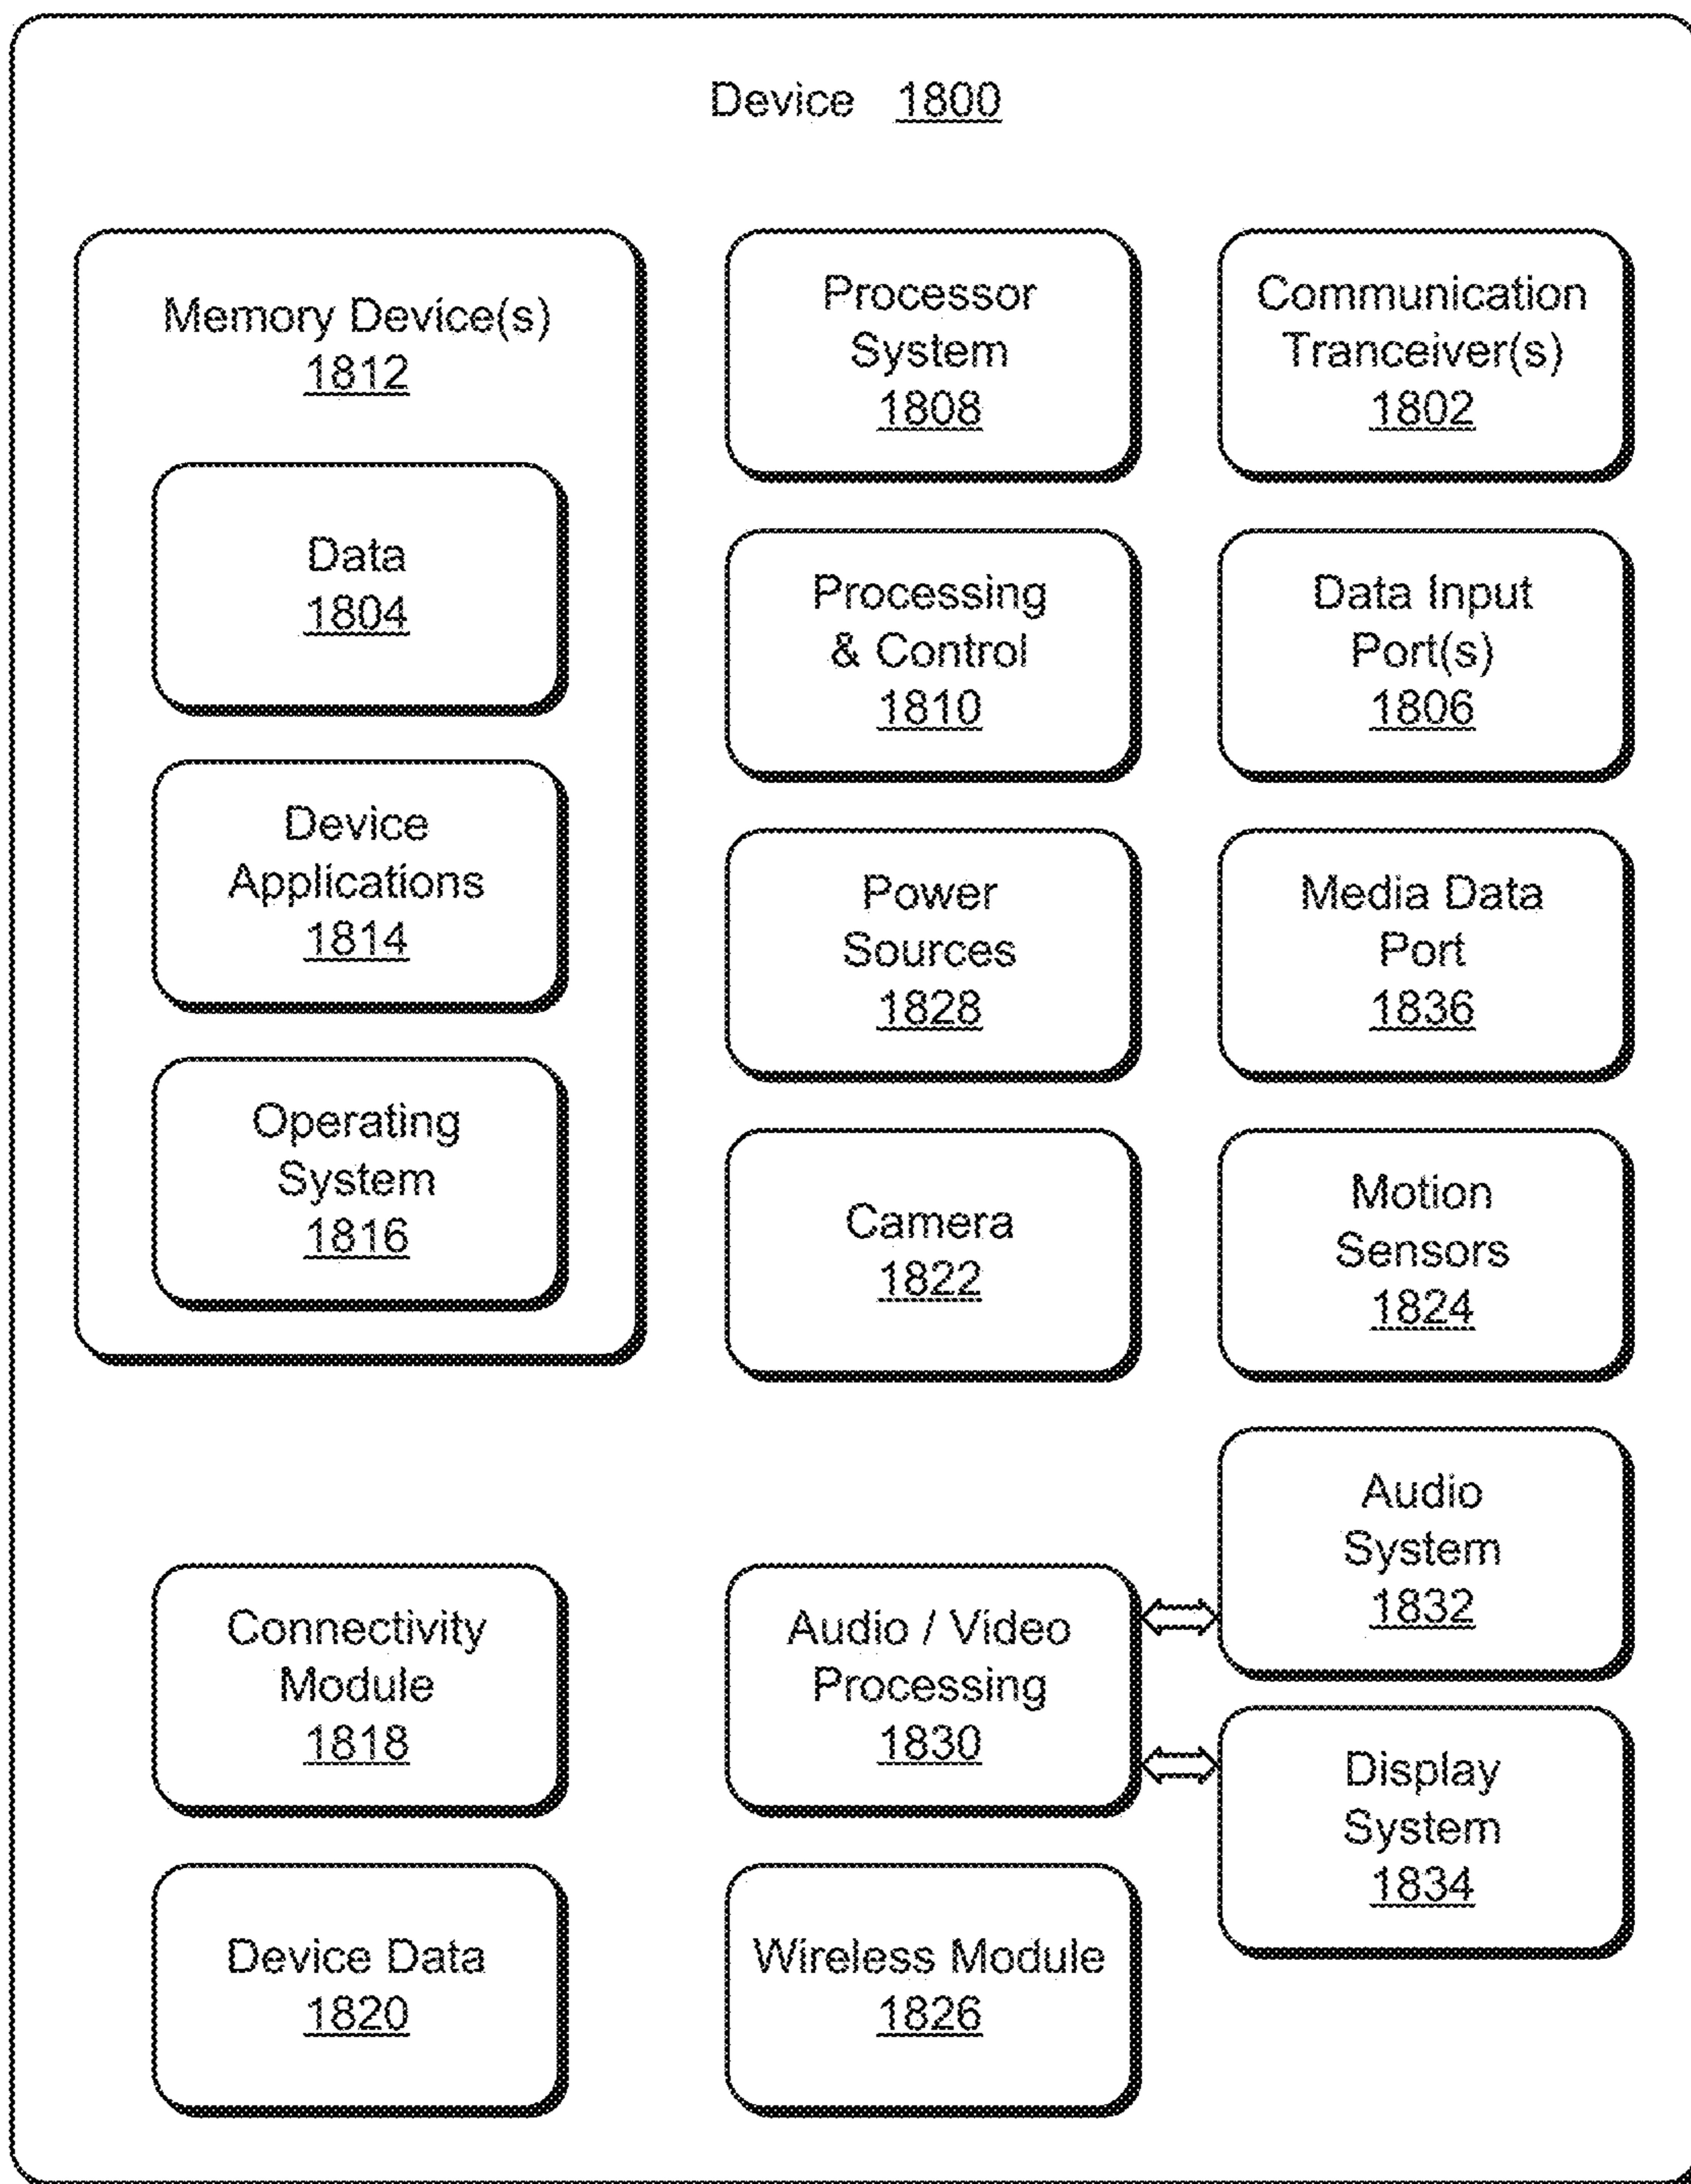 Device 1800
Memory Device(s)
1812
Data
1804
Device
Applications
1814
Operating
System
1816
Processor
System
1808
Communication
Tranceiver(s)
1802
Processing
& Control
1810
Data Input
Port(s)
1806
Power
Sources
1828
Media Data
Port
1836
Camera
1822
Motion
Sensors
1824
Connectivity
Module
1818
Audio / Video
Processing
1830
Audio
System
1832
Display
System
1834
Device Data
1820
Wireless Module
1826